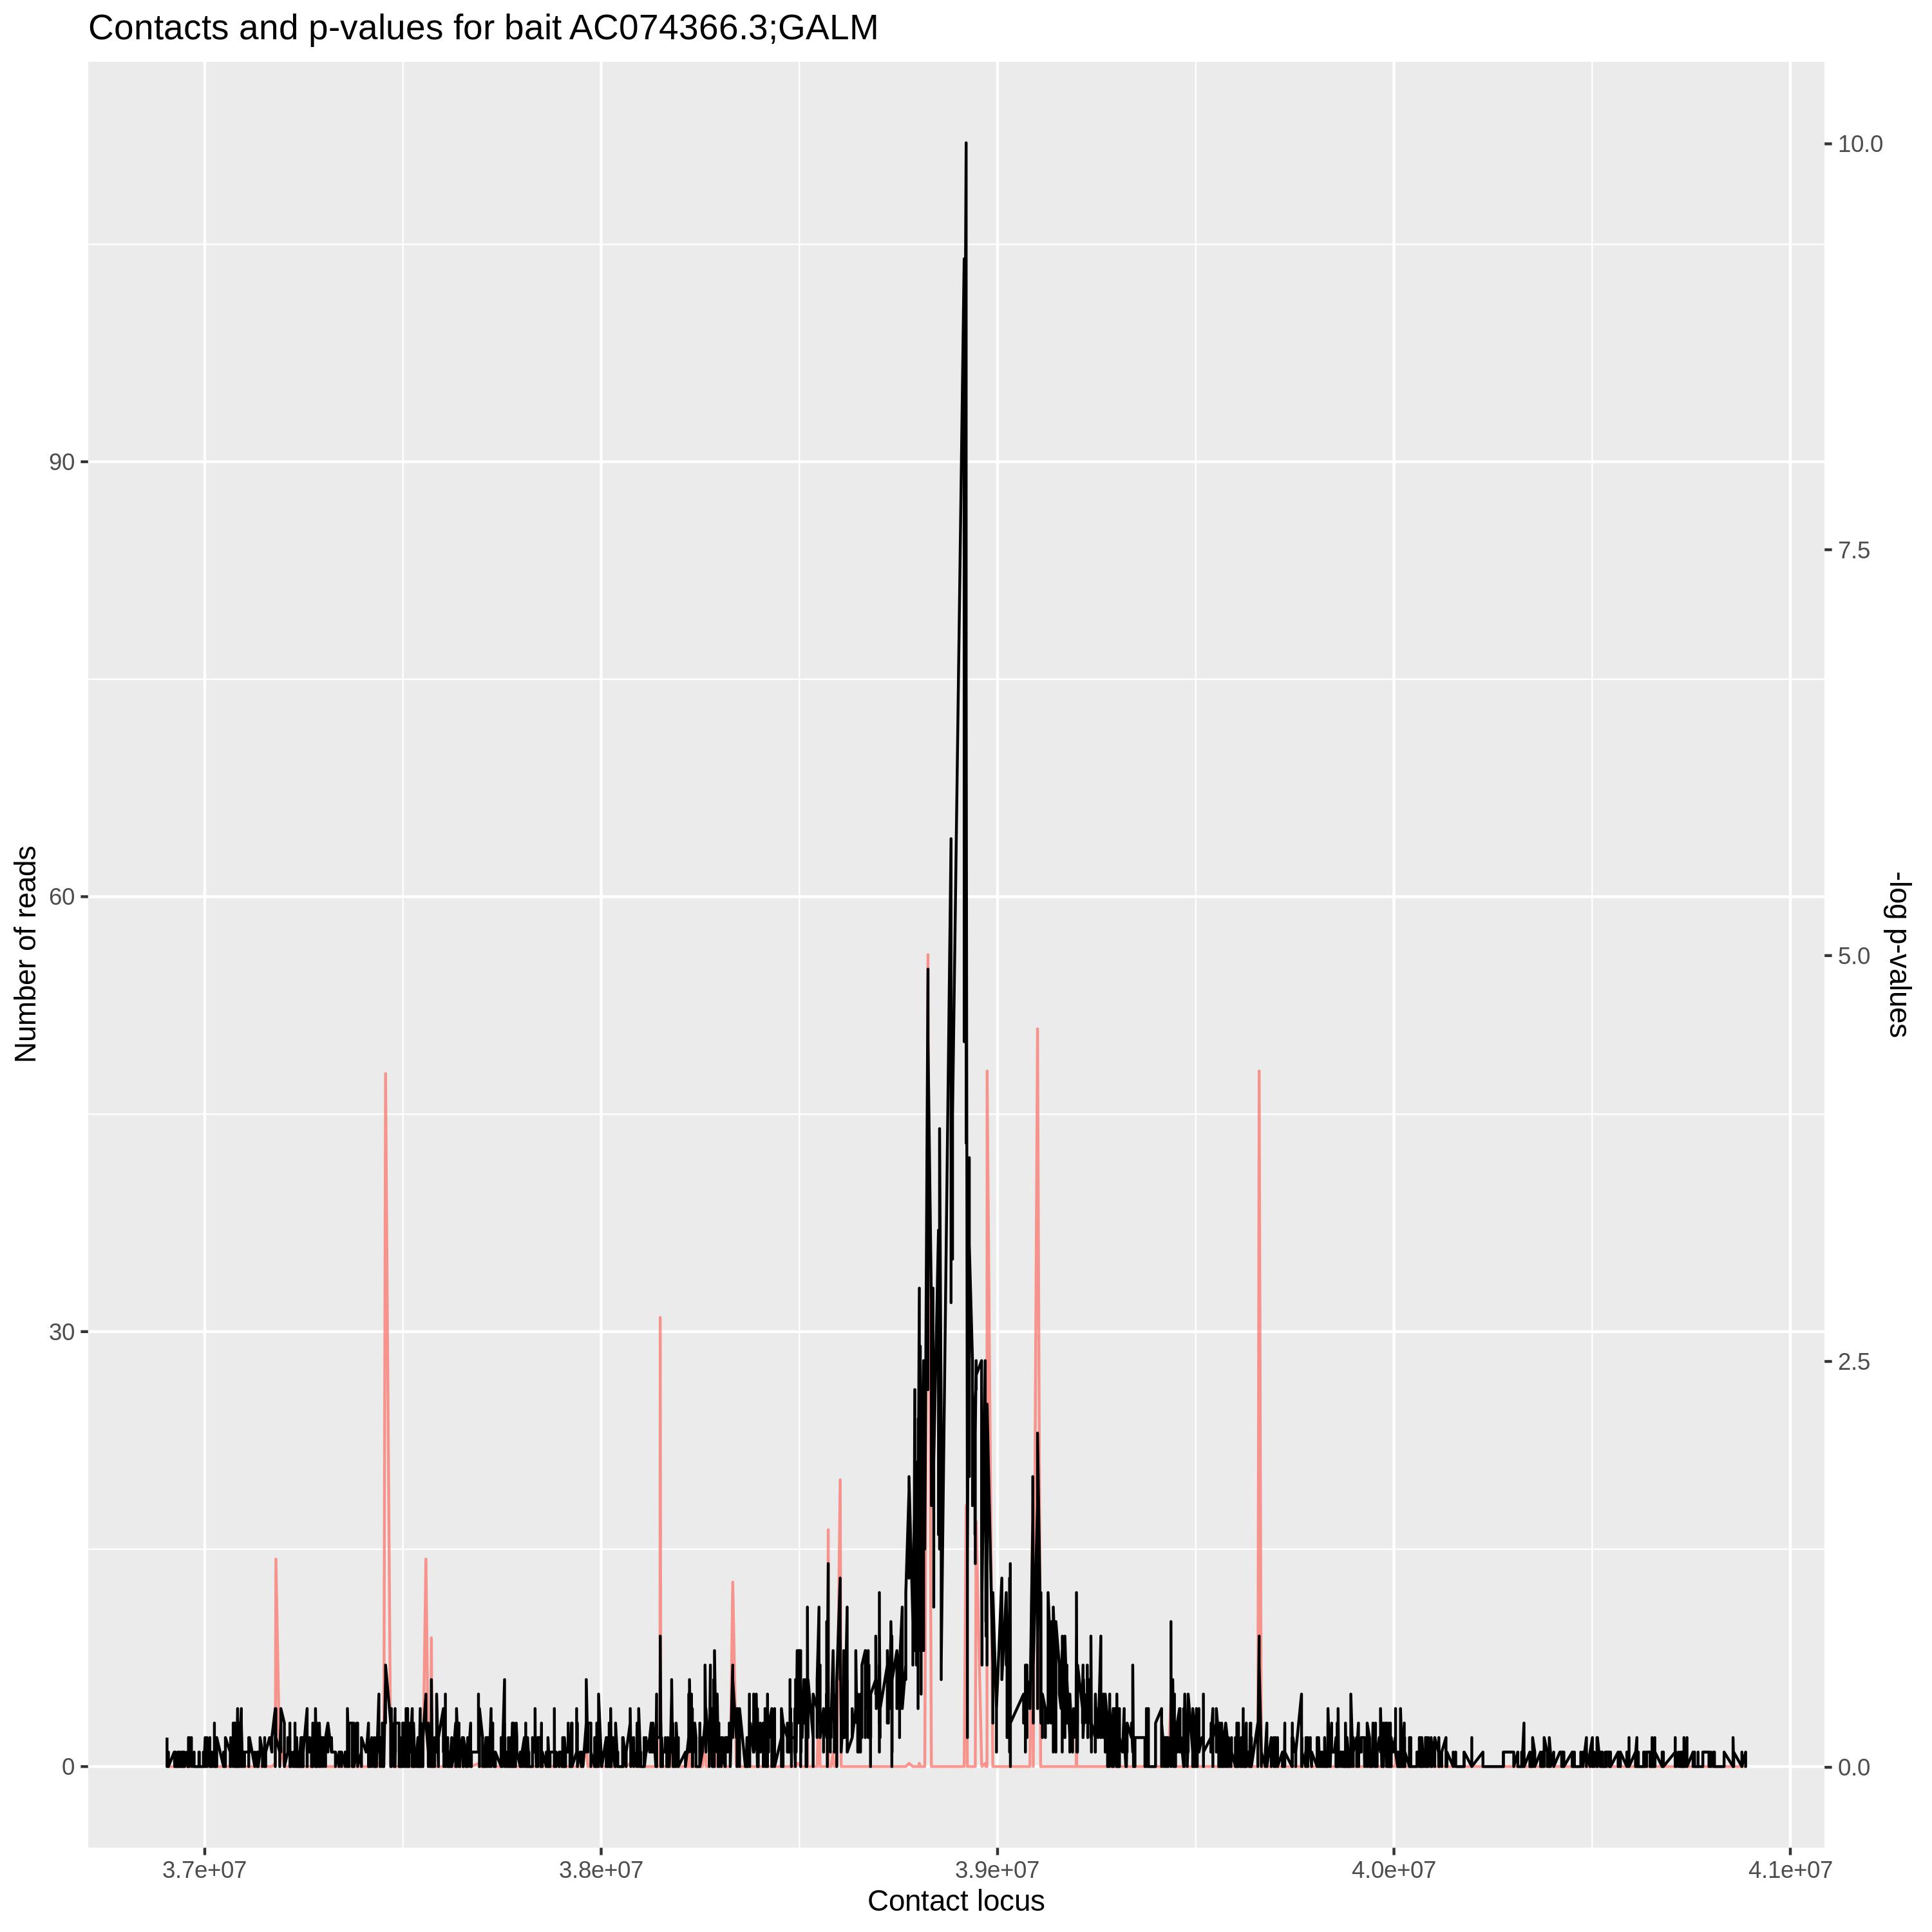 Contacts and p-values for bait AC074366.3;GALM
10.0
90
7.5
60
5.0
Number of reads
-log p-values
30
2.5
0
0.0
3.7e+07 3.8e+07 3.9e+07 4.0e+07 4.1e+07
Contact locus